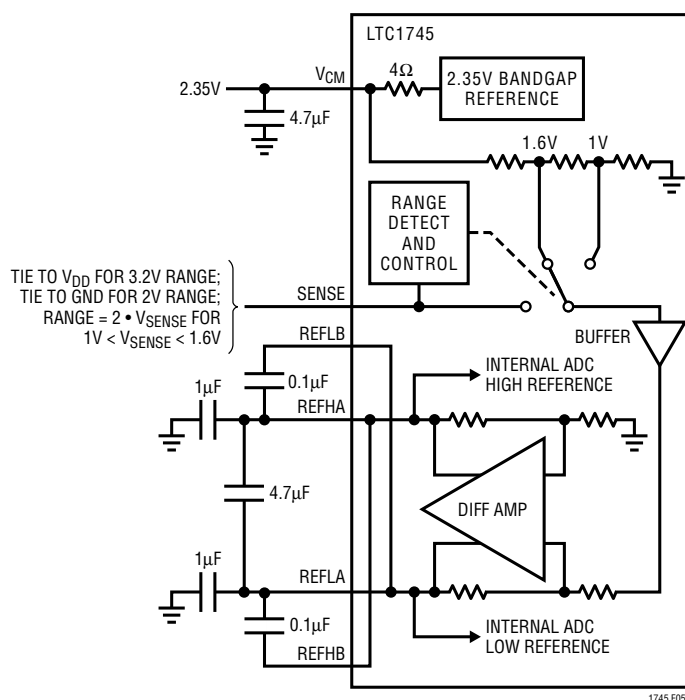 LTC1745
2.35V
VCM
4Ω
2.35V BANDGAP
REFERENCE
4.7µF
1.6V
1V
RANGE
DETECT
AND
CONTROL
TIE TO VDD FOR 3.2V RANGE;
TIE TO GND FOR 2V RANGE;
RANGE = 2 • VSENSE FOR
1V < VSENSE < 1.6V
SENSE
REFLB
BUFFER
1µF
0.1µF
INTERNAL ADC
HIGH REFERENCE
REFHA
4.7µF
DIFF AMP
1µF
REFLA
0.1µF
INTERNAL ADC
LOW REFERENCE
REFHB
1745 F05